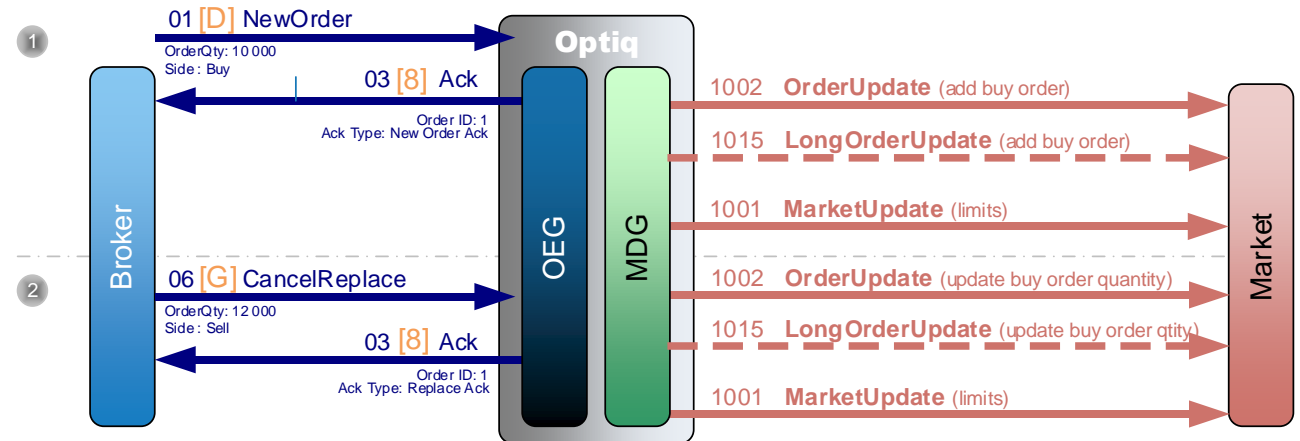 1
01 [D] NewOrder
OrderQty: 10 000
Side : Buy
03 [8] Ack
Order ID: 1
Ack Type: New Order Ack
Optiq
1002 OrderUpdate (add buy order)
1015 LongOrderUpdate (add buy order)
1001 MarketUpdate (limits)
Broker
OEG
MDG
Market
2
06 [G] CancelReplace
OrderQty: 12 000
Side : Sell
03 [8] Ack
Order ID: 1
Ack Type: Replace Ack
1002 OrderUpdate (update buy order quantity)
1015 LongOrderUpdate (update buy order qtity)
1001 MarketUpdate (limits)